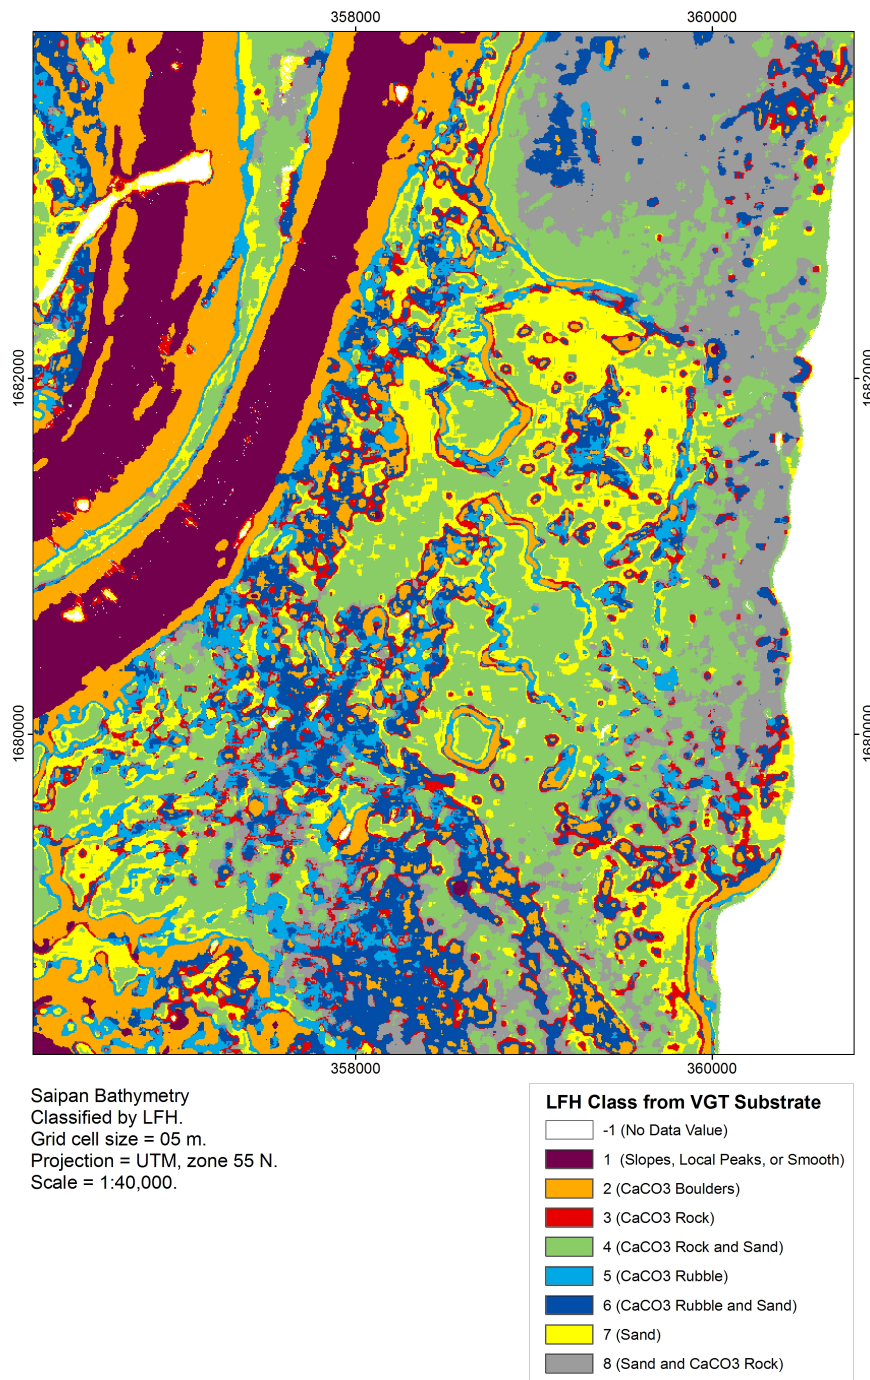 358000
360000
1682000
1682000
1680000
1680000
358000
360000
Saipan Bathymetry
Classified by LFH.
Grid cell size = 05 m.
Projection = UTM, zone 55 N.
Scale = 1:40,000.
LFH Class from VGT Substrate
-1 (No Data Value)
1 (Slopes, Local Peaks, or Smooth)
2 (CaCO3 Boulders)
3 (CaCO3 Rock)
4 (CaCO3 Rock and Sand)
5 (CaCO3 Rubble)
6 (CaCO3 Rubble and Sand)
7 (Sand)
8 (Sand and CaCO3 Rock)